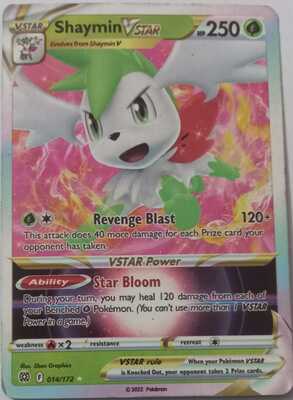 VSTAR
Shaymin VSTAR
HP 250
Evolves from Shaymin V
Revenge Blast 120+
This attack does 40 more damage for each Prize card your
opponent has taken.
VSTAR Power
Ability Star Bloom
During your turn, you may heal 120 damage from each of
your Benched Pokémon. (You can't use more than 1 VSTAR
Power in a game.)
weakness ×2 resistance retreat
VSTAR rule
When your Pokémon VSTAR
is Knocked Out, your opponent takes 2 Prize cards.
Illus.
F 014/172
©2022 Pokémon